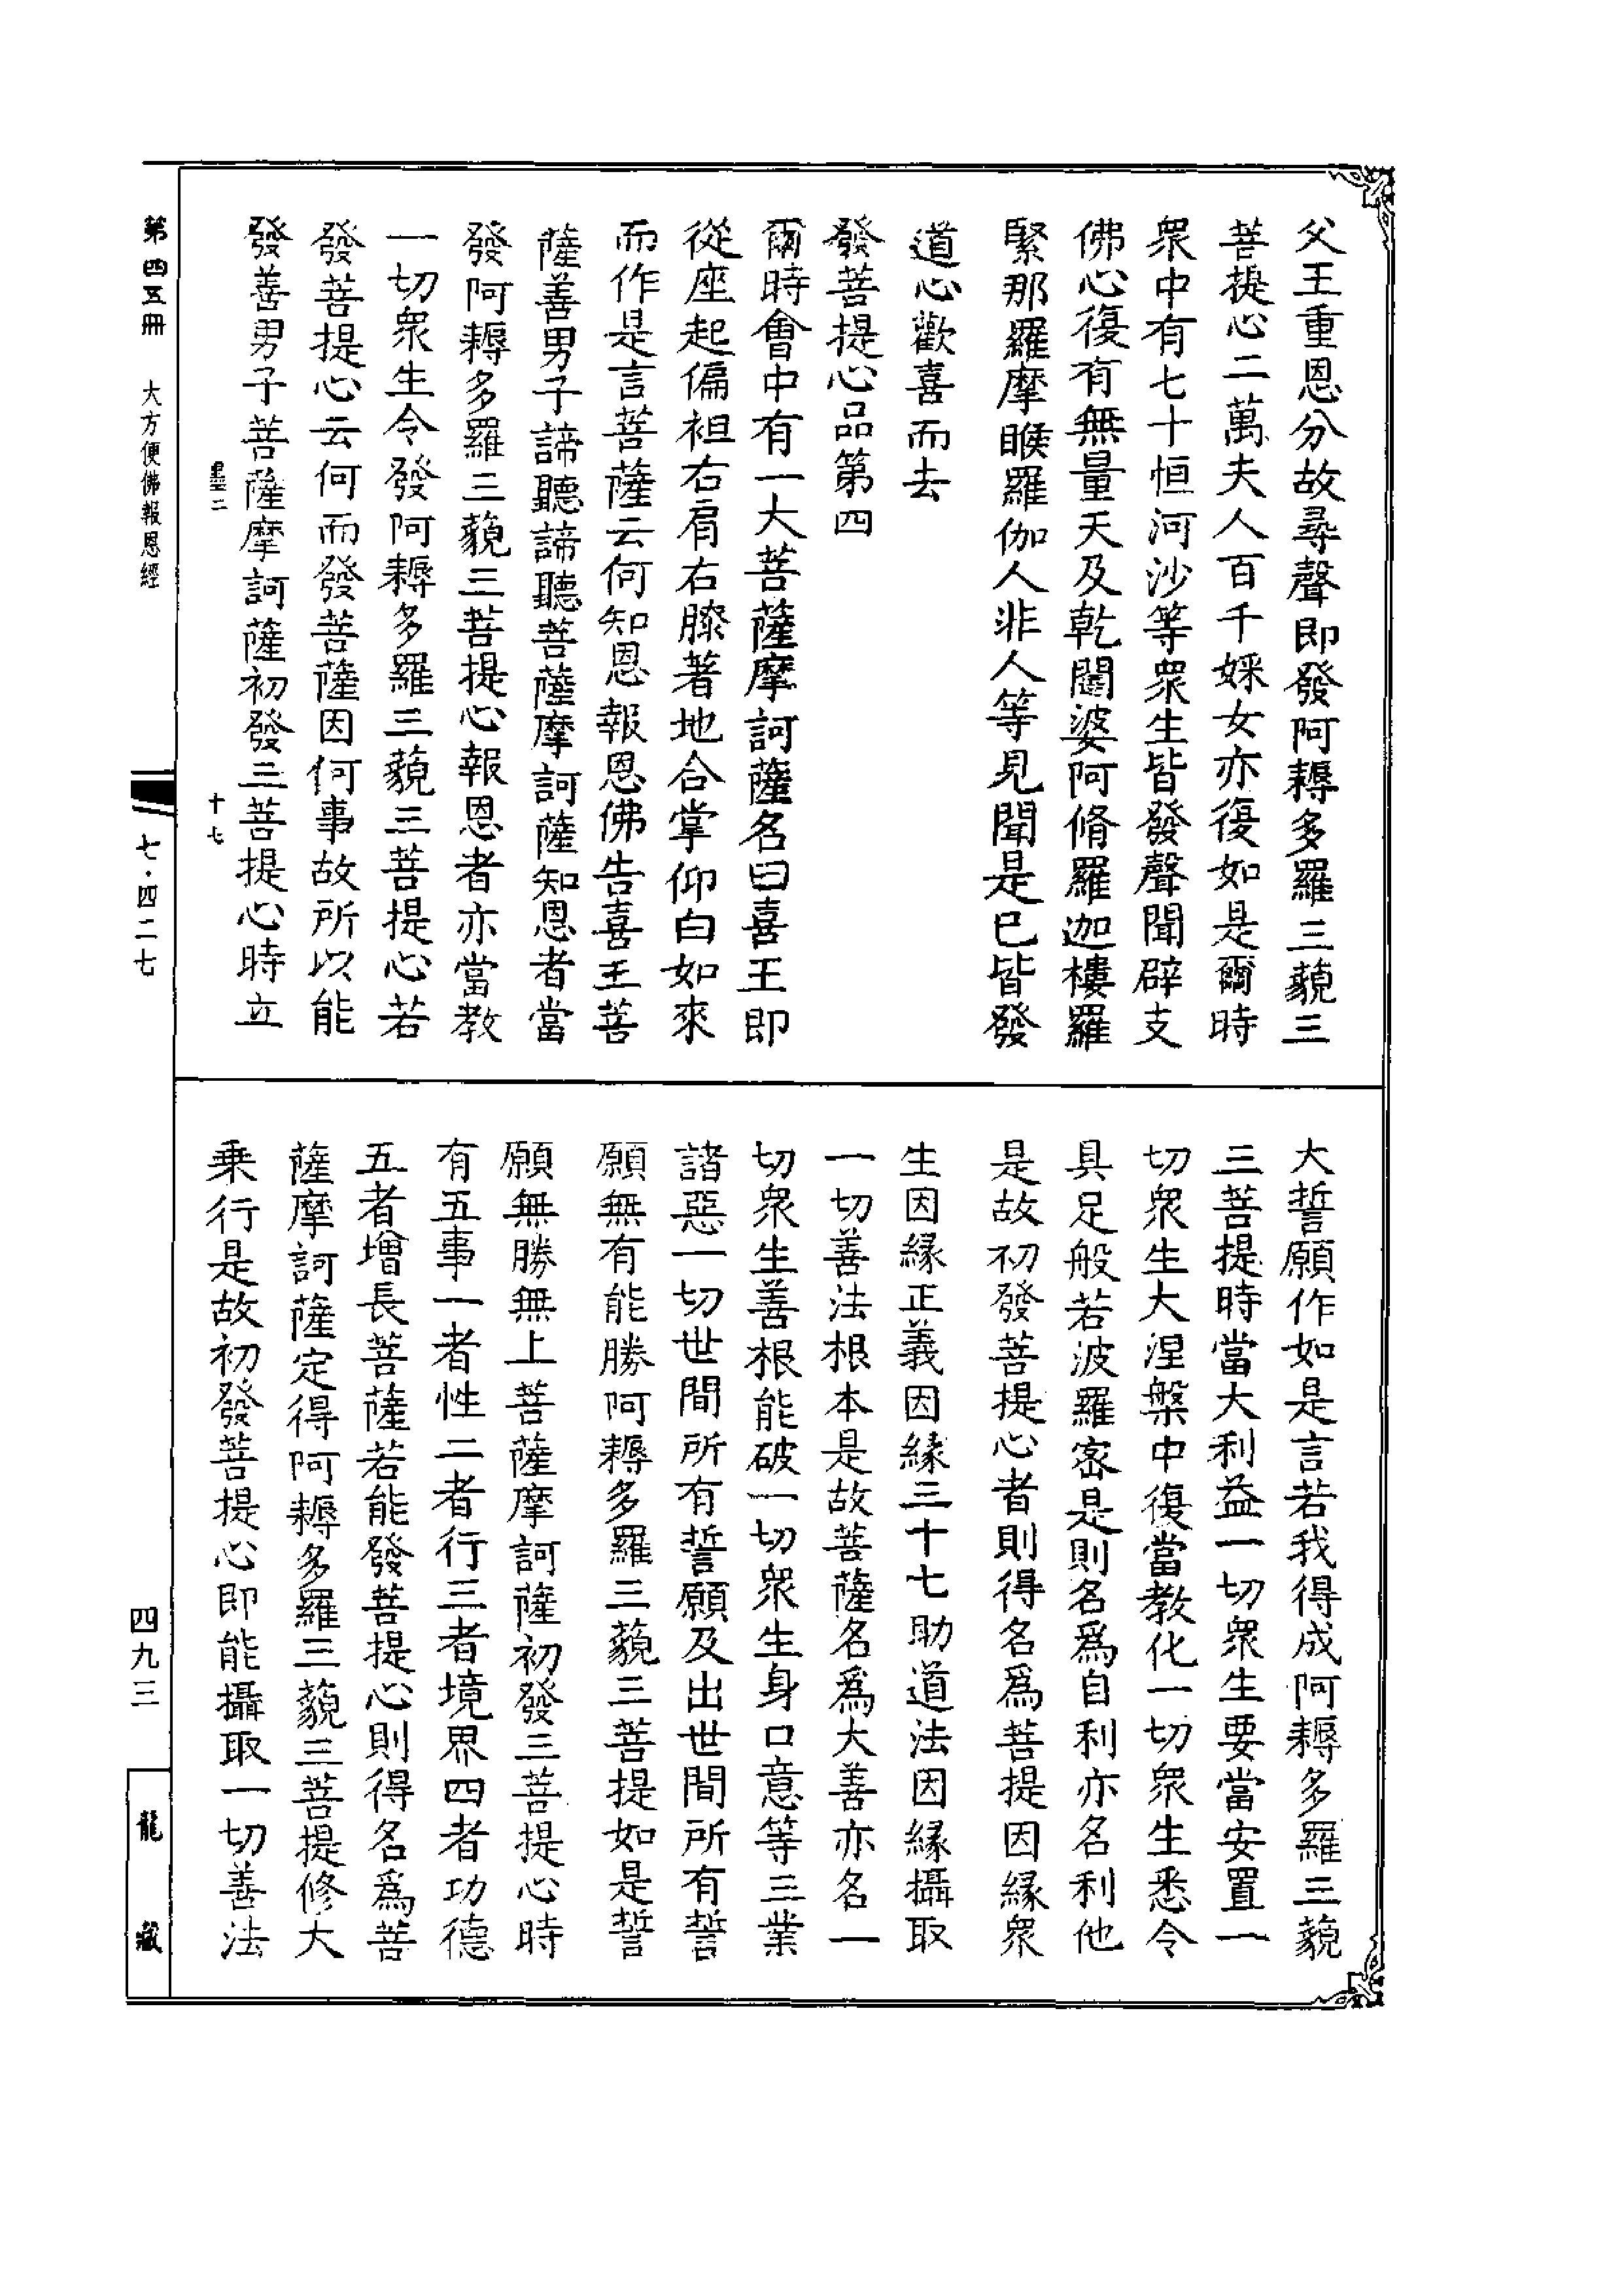 父王重恩分故尋聲即發阿耨多羅三藐三
菩提心二萬夫人百千婇女亦復如是爾時
眾中有七十恒河沙等眾生皆發聲聞辟支
佛心復有無量天及乾闥婆阿脩羅迦樓羅
緊那羅摩睺羅伽人非人等見聞是已皆發
道心歡喜而去
發菩提心品第四
爾時會中有一大菩薩摩訶薩名曰喜王即
從座起偏袒右肩右膝著地合掌仰白如來
而作是言菩薩云何知恩報恩佛告喜王菩
薩善男子諦聽諦聽菩薩摩訶薩知恩者當
發阿耨多羅三藐三菩提心報恩者亦當教
一切眾生令發阿耨多羅三藐三菩提心若
發菩提心云何而發菩薩因何事故所以能
發善男子菩薩摩訶薩初發三菩提心時立
墨二 十七
大誓願作如是言若我得成阿耨多羅三藐
三菩提時當大利益一切眾生要當安置一
切眾生大涅槃中復當教化一切眾生悉令
具足般若波羅密是則名為自利亦名利他
是故初發菩提心者則得名為菩提因緣眾
生因緣正義因緣三十七助道法因緣攝取
一切善法根本是故菩薩名為大善亦名一
切眾生善根能破一切眾生身口意等三業
諸惡一切世間所有誓願及出世間所有誓
願無有能勝阿耨多羅三藐三菩提如是誓
願無勝無上菩薩摩訶薩初發三菩提心時
有五事一者性二者行三者境界四者功德
五者增長菩薩若能發菩提心則得名為菩
薩摩訶薩定得阿耨多羅三藐三菩提修大
乘行是故初發菩提心即能攝取一切善法
第四五冊 大方便佛報恩經 七·四二七 四九三 龍藏